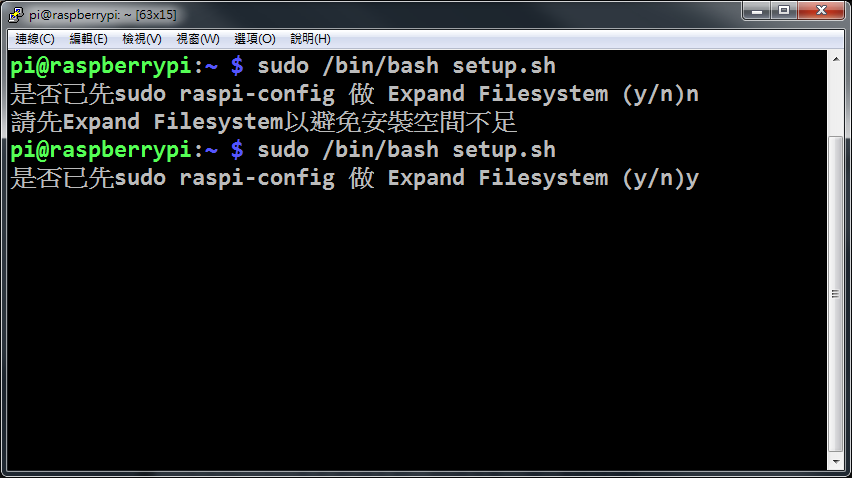 pi@raspberrypi: ~ [63x15]
連線(C) 編輯(E) 檢視(V) 視窗(W) 選項(O) 說明(H)
pi@raspberrypi:~ $ sudo /bin/bash setup.sh
是否已先sudo raspi-config 做 Expand Filesystem (y/n)n
請先Expand Filesystem以避免安裝空間不足
pi@raspberrypi:~ $ sudo /bin/bash setup.sh
是否已先sudo raspi-config 做 Expand Filesystem (y/n)y